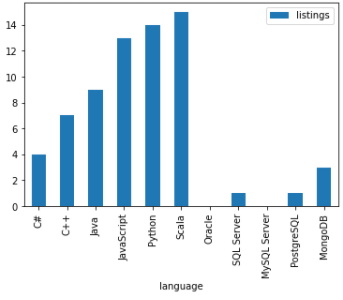 listings
14
12
10
8
6
4
2
0
C#
C++
Java
JavaScript
Python
Scala
Oracle
SQL Server
MySQL Server
PostgreSQL
MongoDB
language